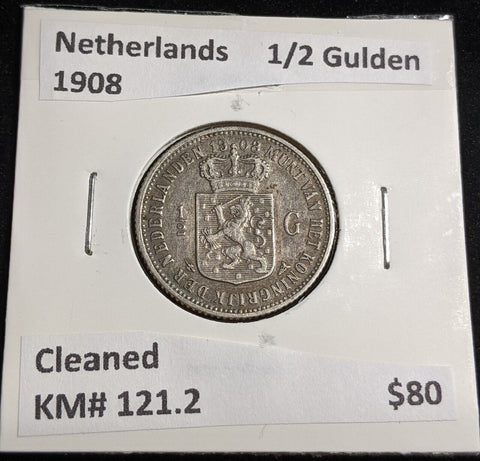 Netherlands 1/2 Gulden
1908
MUNT VAN HET KONINGRIJK DER NEDERLANDEN 1908
1/2 G
Cleaned
KM# 121.2 $80